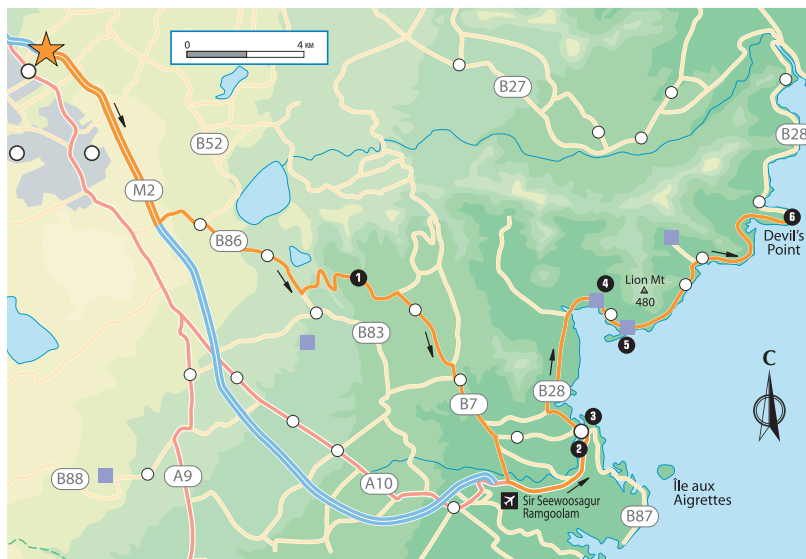 0 4 км
B27
B28
B52
M2
B86
6
Devil's
Point
1
4
Lion Mt
480
B83
5
С
B7
B28
3
2
B88
A9
A10
Île aux
Aigrettes
Sir Seewoosagur
Ramgoolam
B87